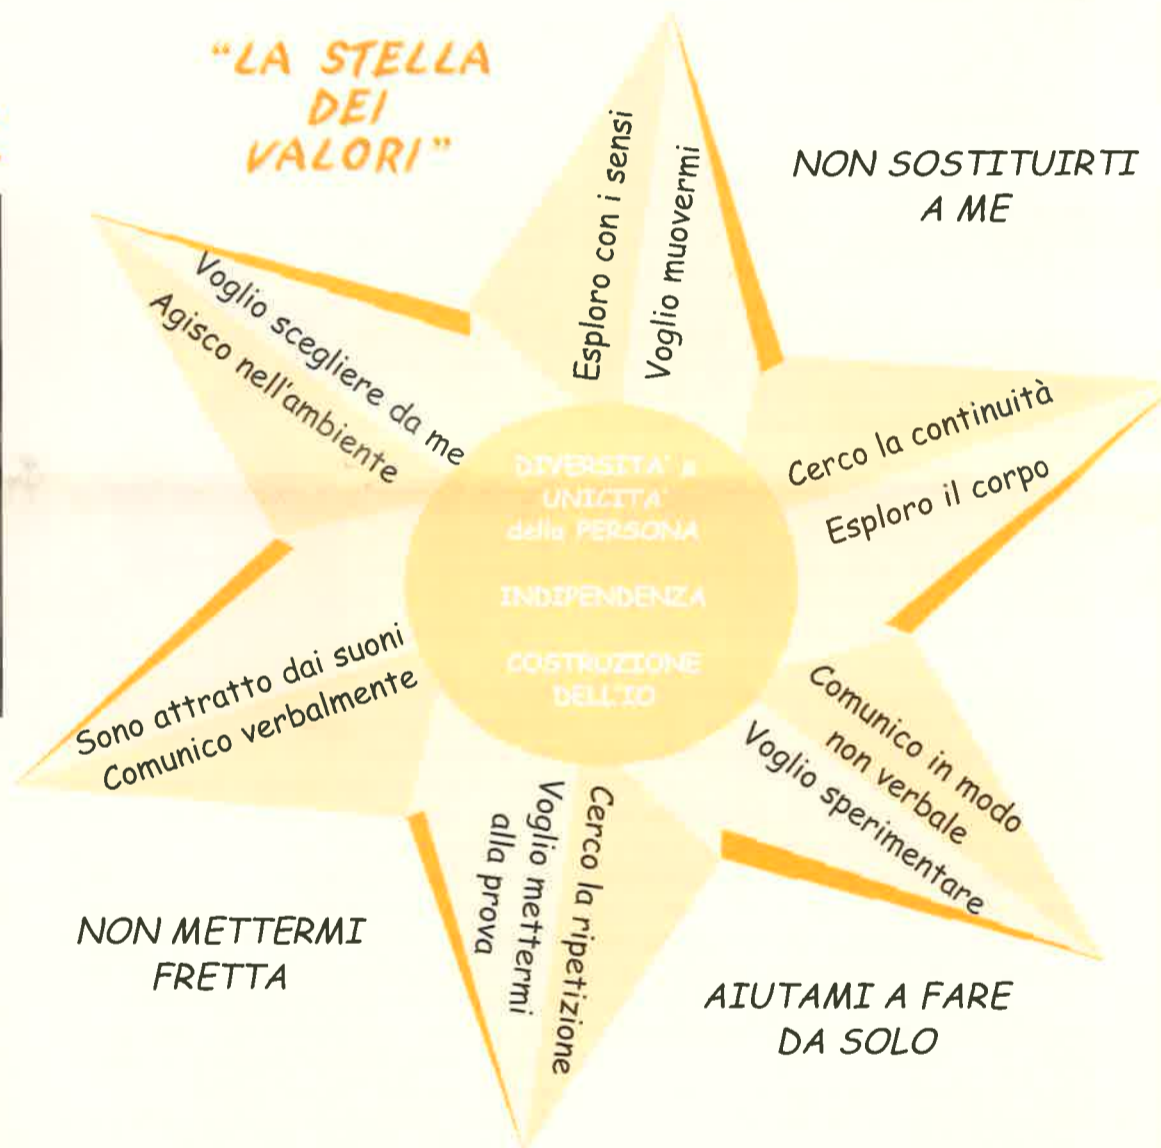 “LA STELLA
DEI
VALORI”
Esploro con i sensi
Voglio muovermi
NON SOSTITUIRTI
A ME
Voglio scegliere da me
Agisco nell'ambiente
Cerco la continuità
Esploro il corpo
DIVERSITA' e
UNICITA'
della PERSONA
INDIPENDENZA
COSTRUZIONE
DELL'IO
Sono attratto dai suoni
Comunico verbalmente
Comunico in modo
non verbale
Voglio sperimentare
Cerco la ripetizione
Voglio mettermi
alla prova
NON METTERMI
FRETTA
AIUTAMI A FARE
DA SOLO